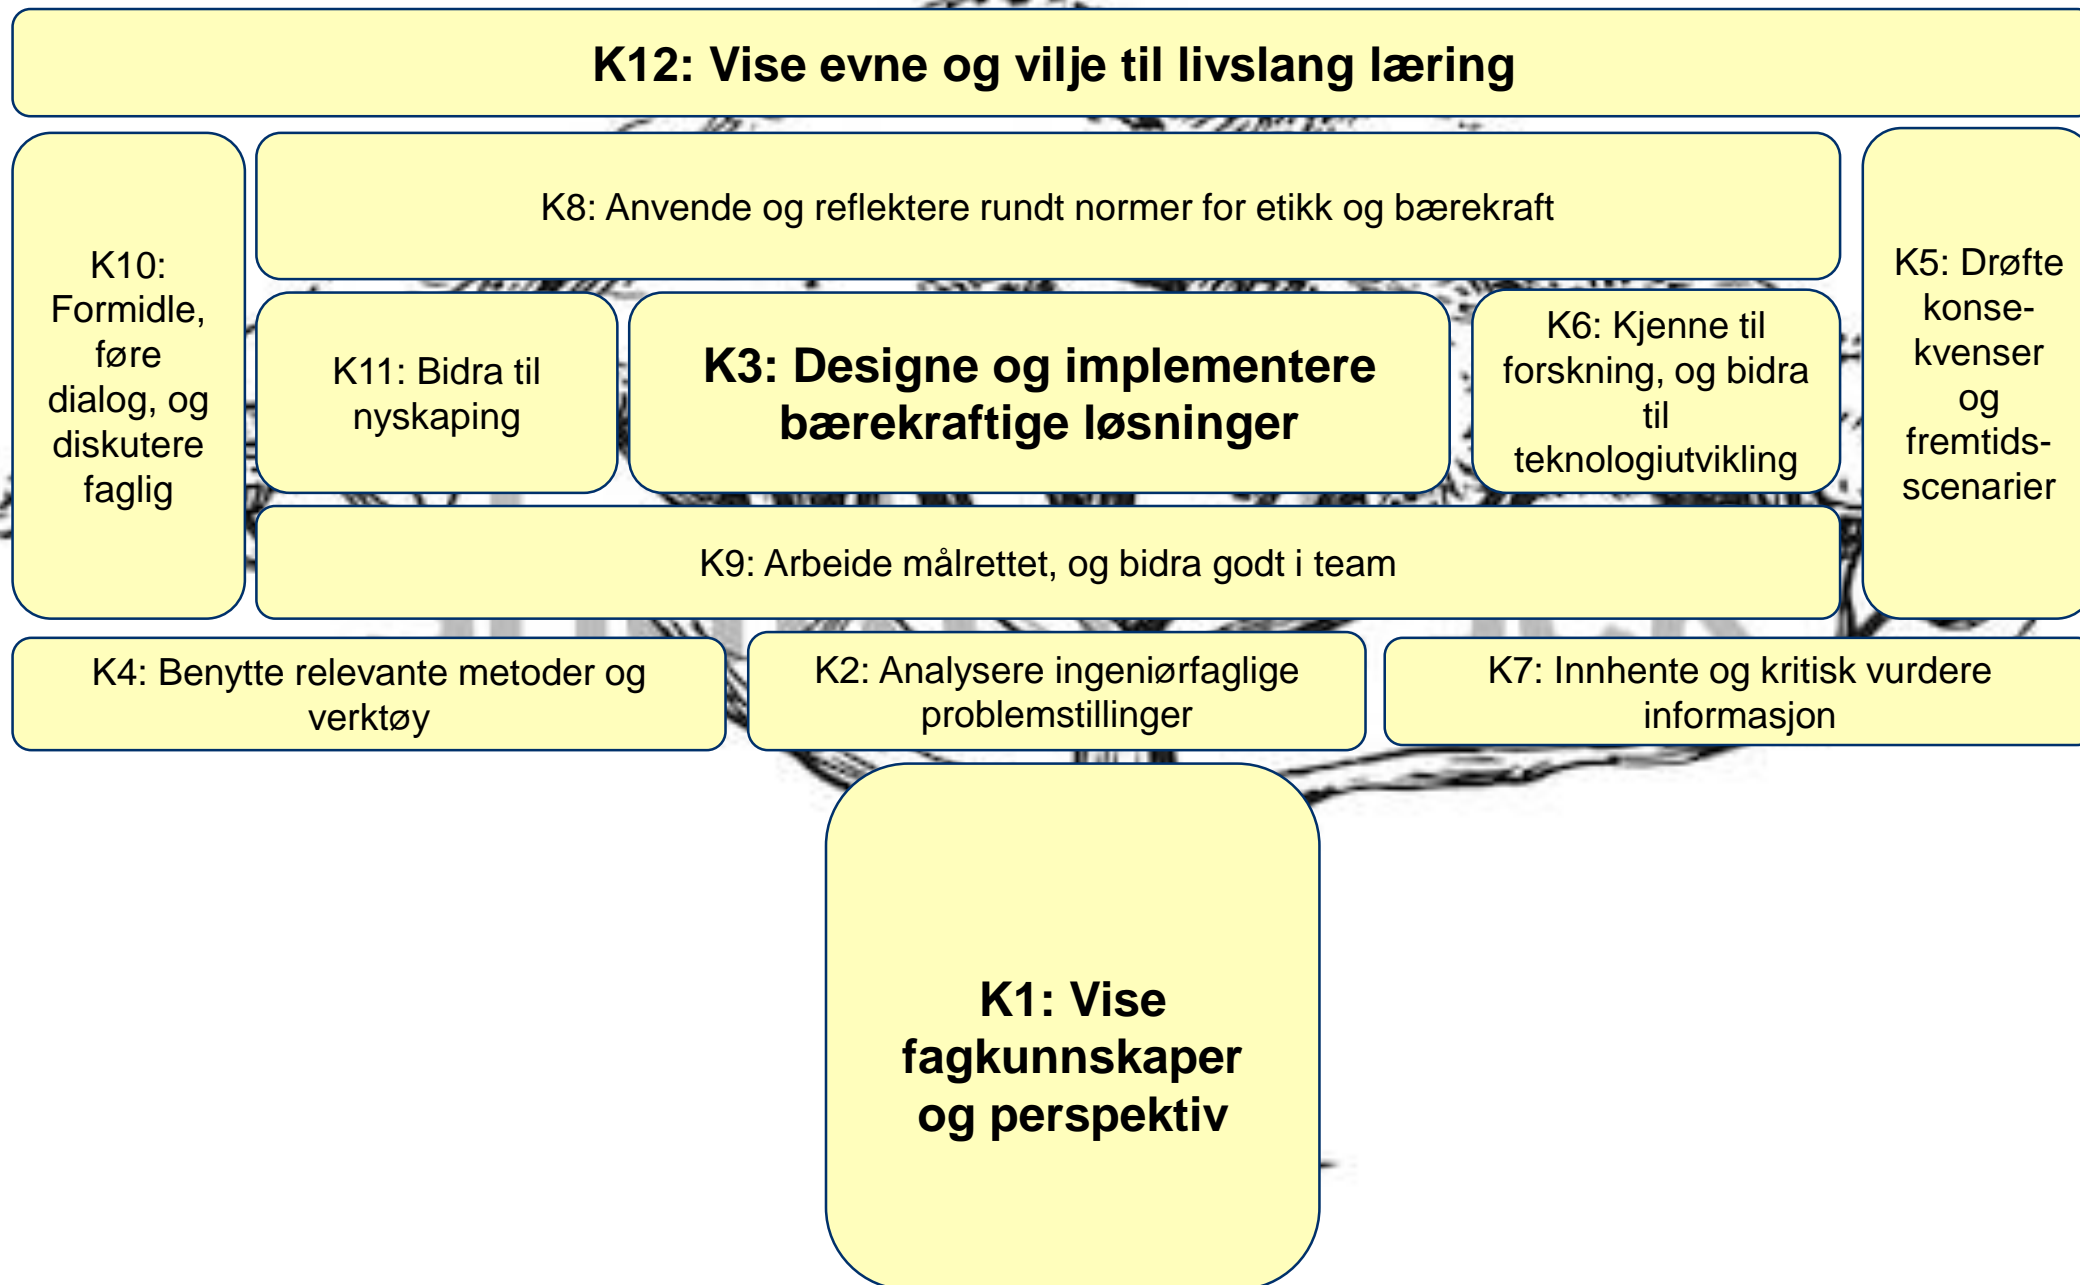 K12: Vise evne og vilje til livslang læring
K8: Anvende og reflektere rundt normer for etikk og bærekraft
K10:
Formidle,
føre
dialog, og
diskutere
faglig
K11: Bidra til
nyskaping
K3: Designe og implementere
bærekraftige løsninger
K6: Kjenne til
forskning, og bidra
til
teknologiutvikling
K5: Drøfte
konse-
kvenser
og
fremtids-
scenarier
K9: Arbeide målrettet, og bidra godt i team
K4: Benytte relevante metoder og
verktøy
K2: Analysere ingeniørfaglige
problemstillinger
K7: Innhente og kritisk vurdere
informasjon
K1: Vise
fagkunnskaper
og perspektiv